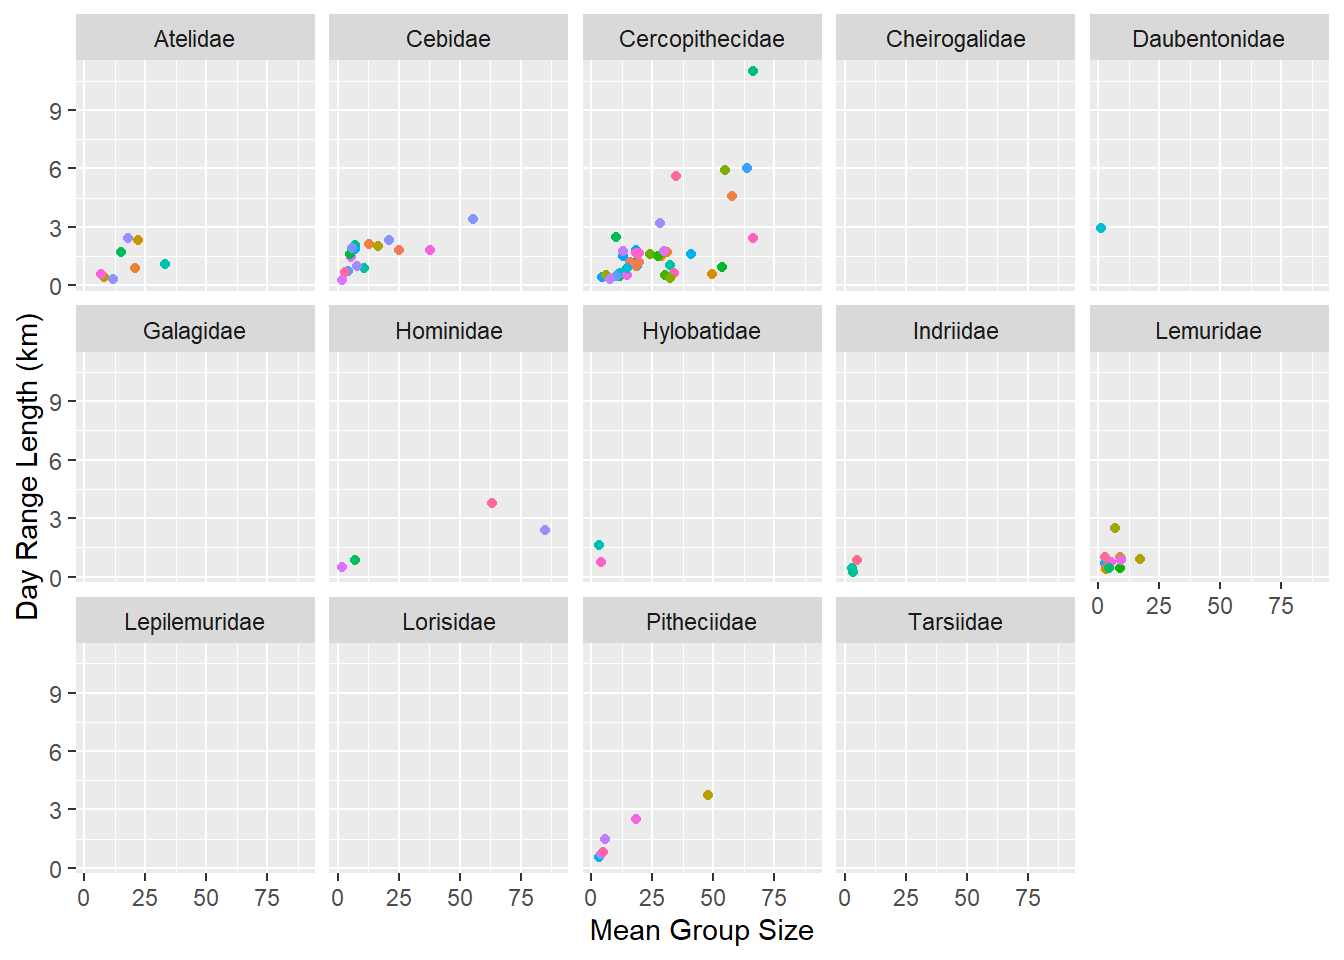 Atelidae Cebidae Cercopithecidae Cheirogalidae Daubentonidae
9
6
3
0
Galagidae Hominidae Hylobatidae Indriidae Lemuridae
9
6
3
0
0 25 50 75
Lepilemuridae Lorisidae Pitheciidae Tarsiidae
9
6
3
0
0 25 50 75 0 25 50 75 0 25 50 75 0 25 50 75
Mean Group Size
Day Range Length (km)